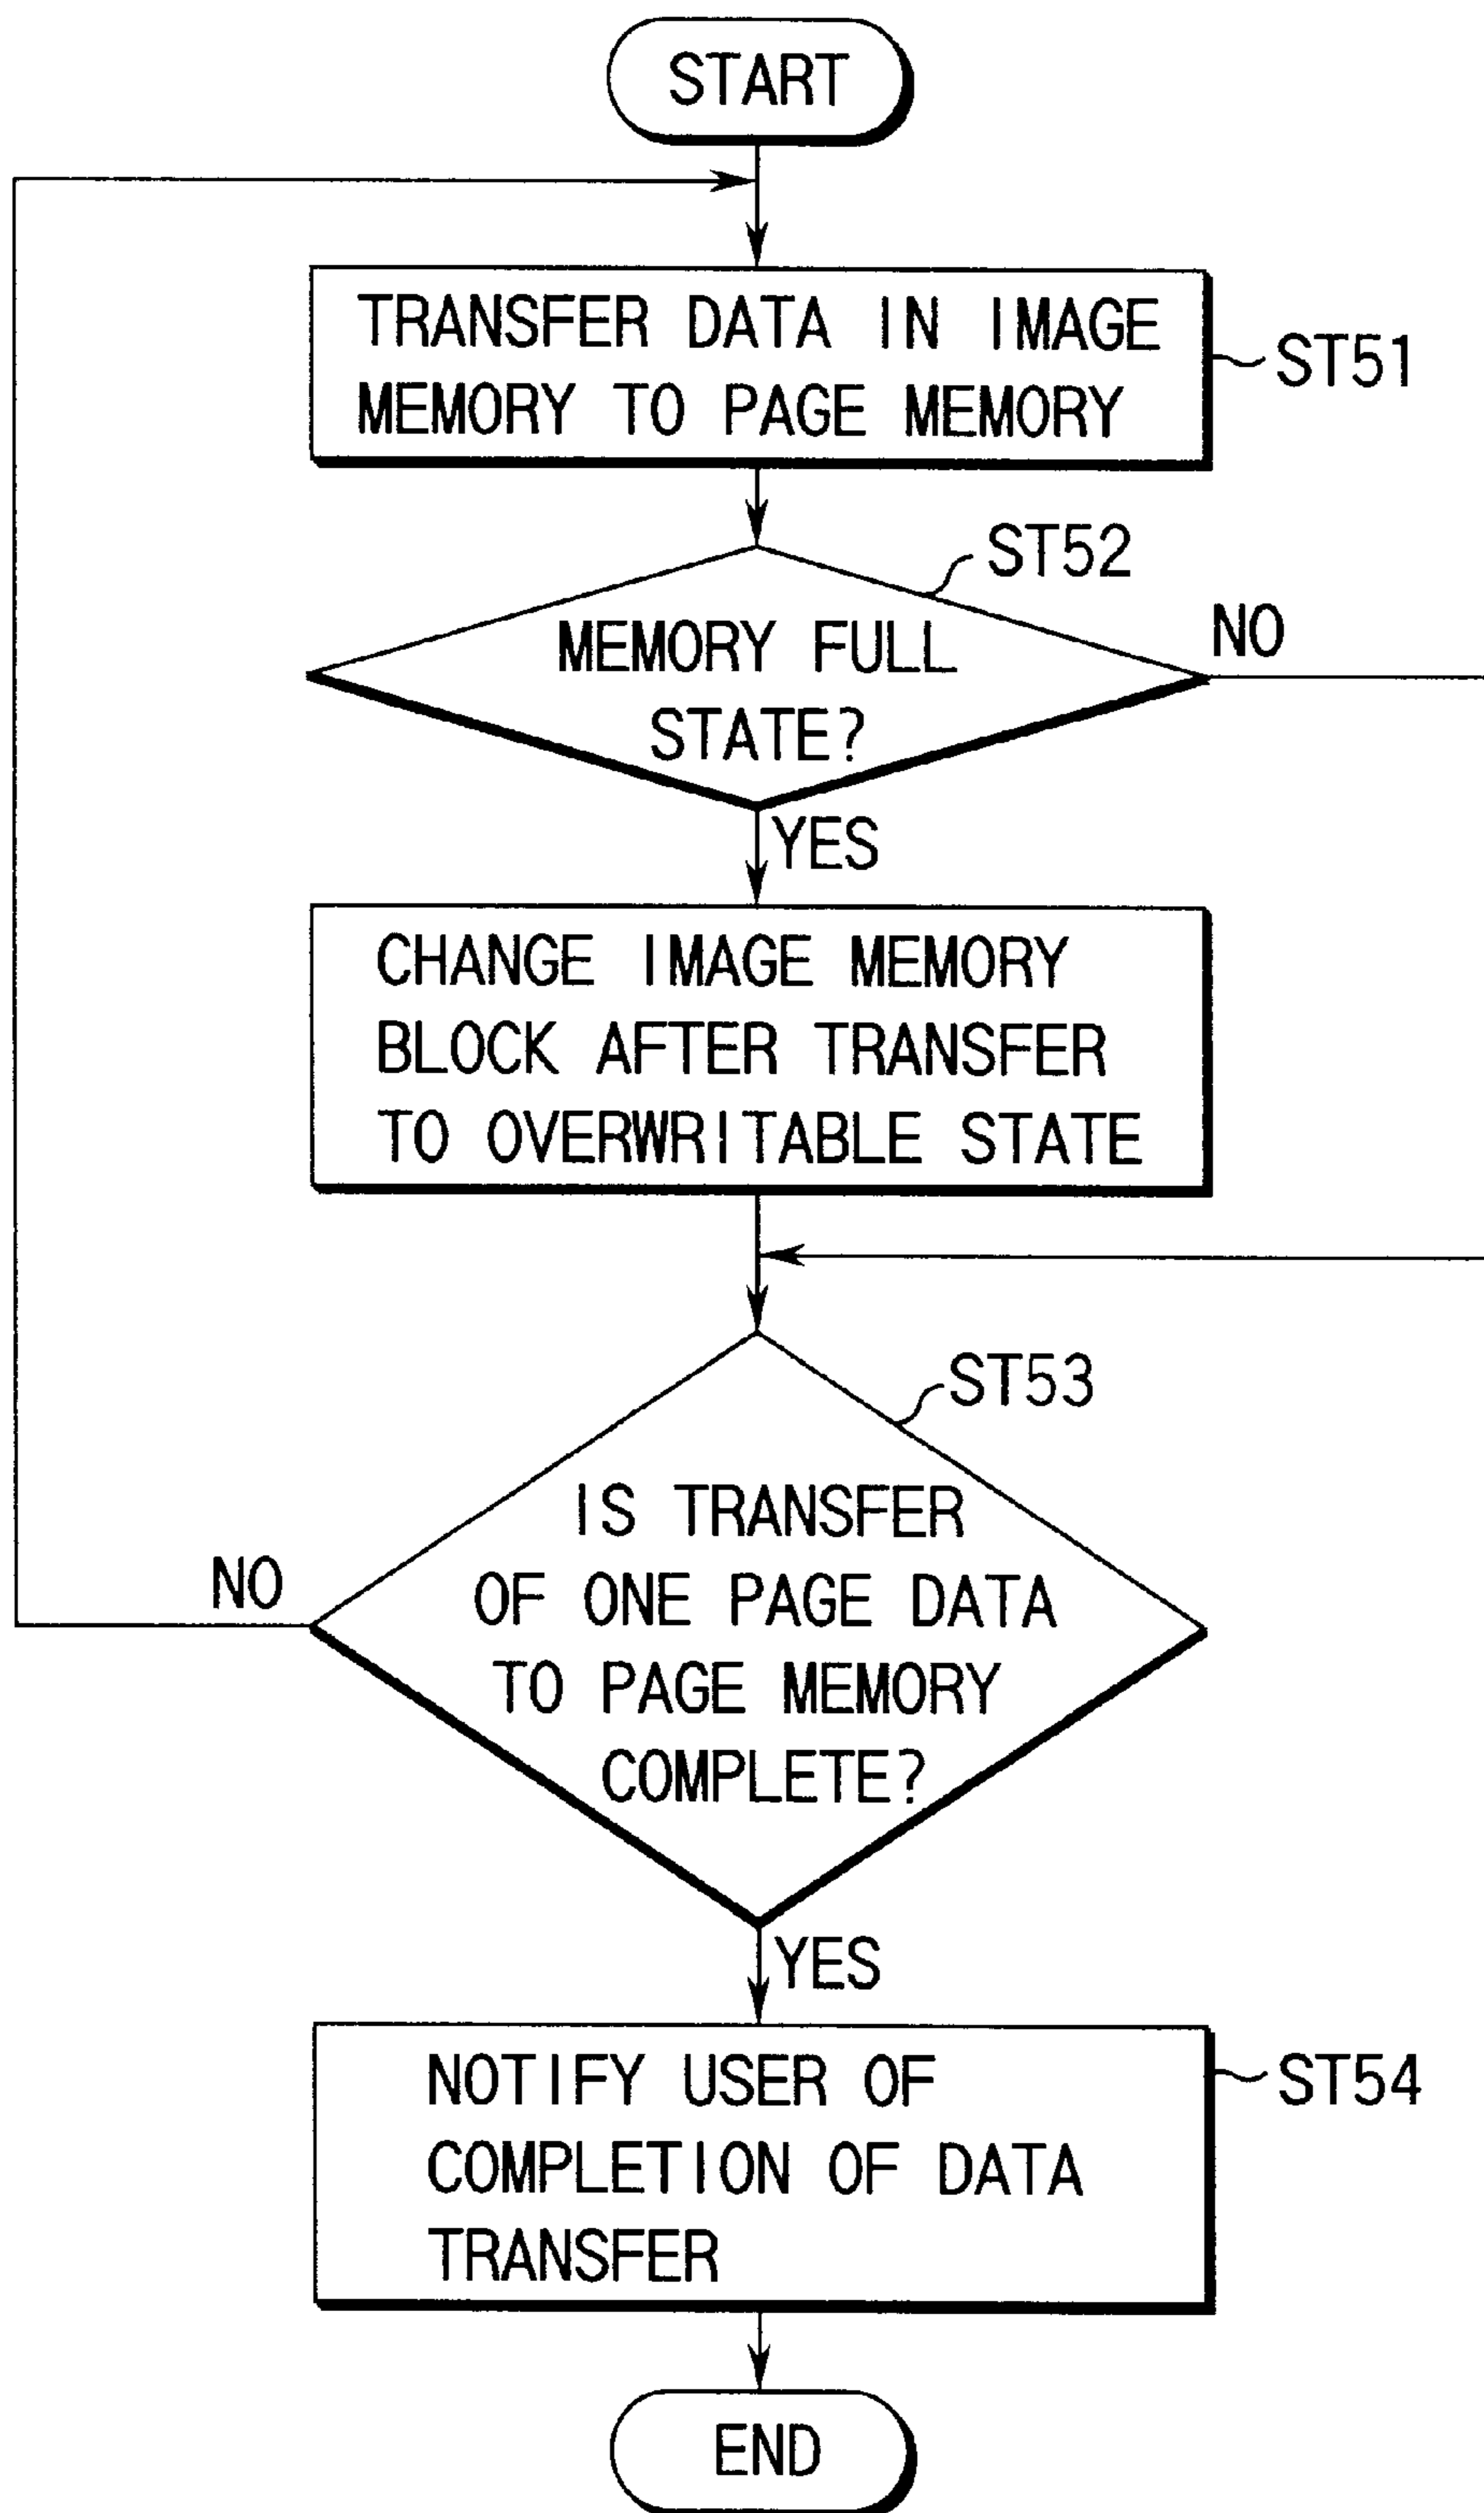 START
TRANSFER DATA IN IMAGE
MEMORY TO PAGE MEMORY
ST51
ST52
MEMORY FULL
STATE?
NO
YES
CHANGE IMAGE MEMORY
BLOCK AFTER TRANSFER
TO OVERWRITABLE STATE
ST53
IS TRANSFER
OF ONE PAGE DATA
TO PAGE MEMORY
COMPLETE?
NO
YES
NOTIFY USER OF
COMPLETION OF DATA
TRANSFER
ST54
END